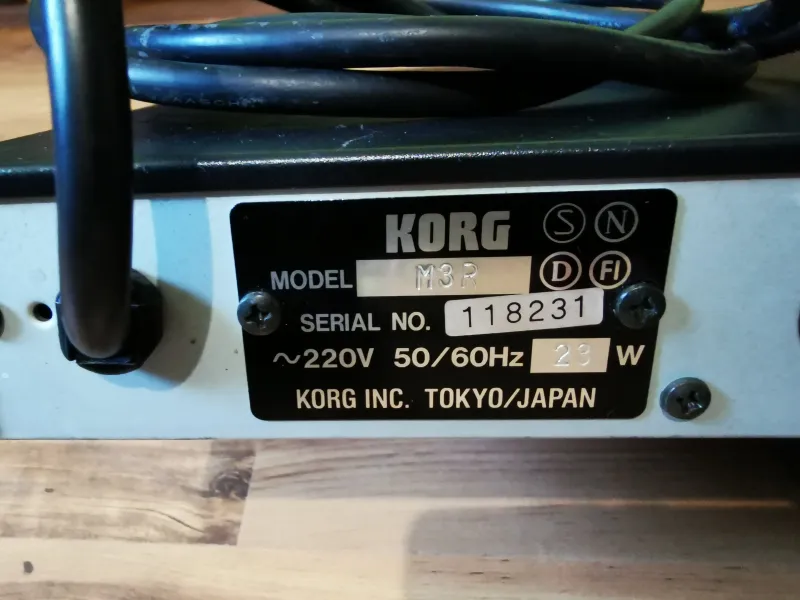 KORG S N
MODEL M3R D FI
SERIAL NO. 118231
~220V 50/60Hz 23 W
KORG INC. TOKYO/JAPAN